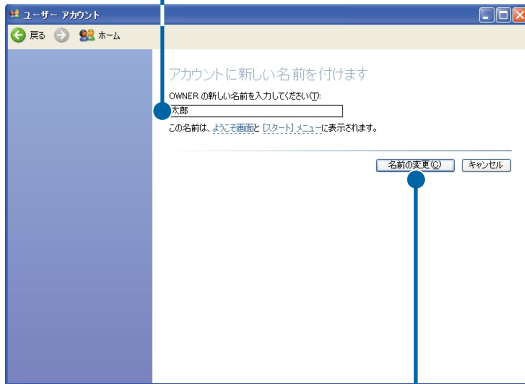 ユーザー アカウント
戻る ホーム
アカウントに新しい名前を付けます
OWNER の新しい名前を入力してください(T):
太郎
この名前は、ようこそ画面と [スタート] メニューに表示されます。
名前の変更(C) キャンセル